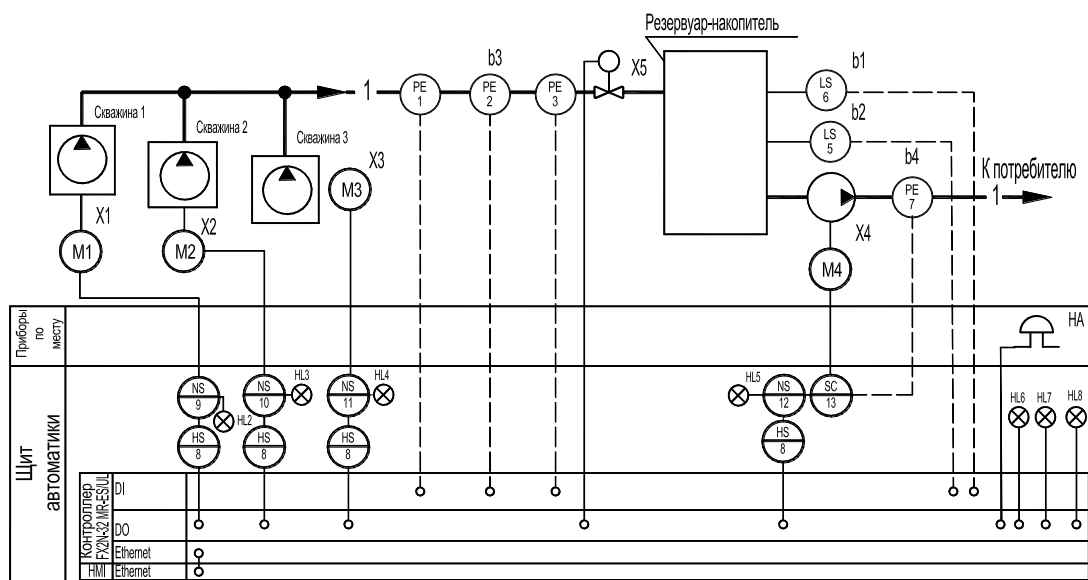 Резервуар-накопитель
b3
X5
b1
1
PE
1
PE
2
PE
3
LS
6
Скважина 1
Скважина 2
Скважина 3
b2
LS
5
b4
К потребителю
X3
M3
PE
7
1
X1
X2
X4
M1
M2
M4
Приборы
по
месту
HA
NS
9
HL2
NS
10
HL3
NS
11
HL4
HL5
NS
12
SC
13
HL6
HL7
HL8
HS
8
HS
8
HS
8
HS
8
Щит
автоматики
Контроллер
FX2N-32 MR-ES/UL
DI
DO
Ethernet
HMI
Ethernet